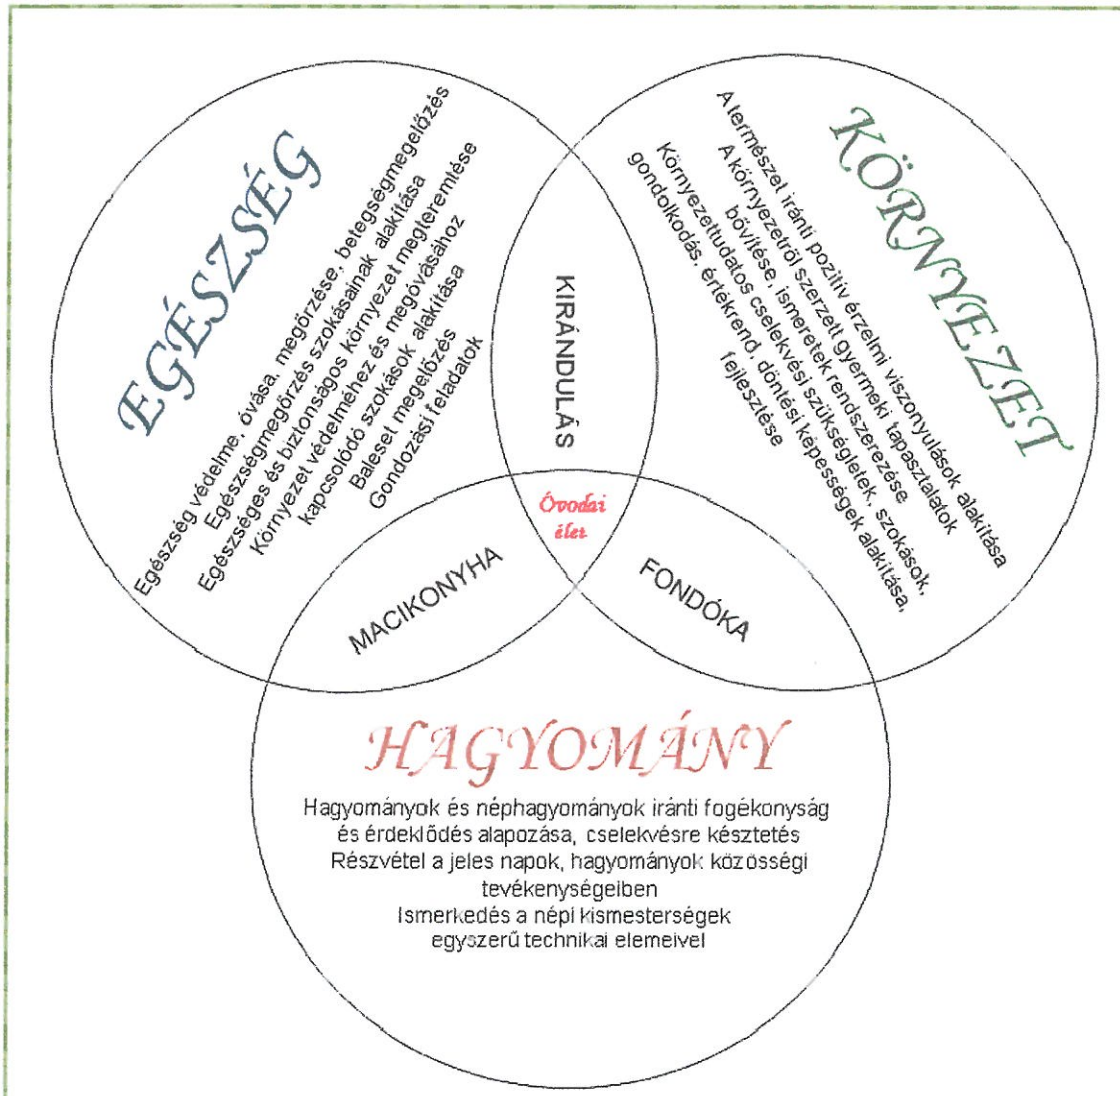 EGÉSZSÉG
Egészség védelme, óvása, megőrzése, betegségmegelőzés
Egészségmegőrzés szokásainak alakítása
Egészséges és biztonságos környezet megteremtése
Környezet védelméhez és megóvásához
kapcsolódó szokások alakítása
Baleset megelőzés
Gondozási feladatok
KÖRNYEZET
A természet iránti pozitív érzelmi viszonyulások alakítása
A környezetről szerzett gyermeki tapasztalatok
bővítése, ismeretek rendszerezése
Környezettudatos cselekvési szükségletek, szokások,
gondolkodás, értékrend, döntési képességek alakítása,
fejlesztése
KIRÁNDULÁS
Óvodai
élet
MACIKONYHA
FONDÓKA
HAGYOMÁNY
Hagyományok és néphagyományok iránti fogékonyság
és érdeklődés alapozása, cselekvésre késztetés
Részvétel a jeles napok, hagyományok közösségi
tevékenységeiben
Ismerkedés a népi kismesterségek
egyszerű technikai elemeivel